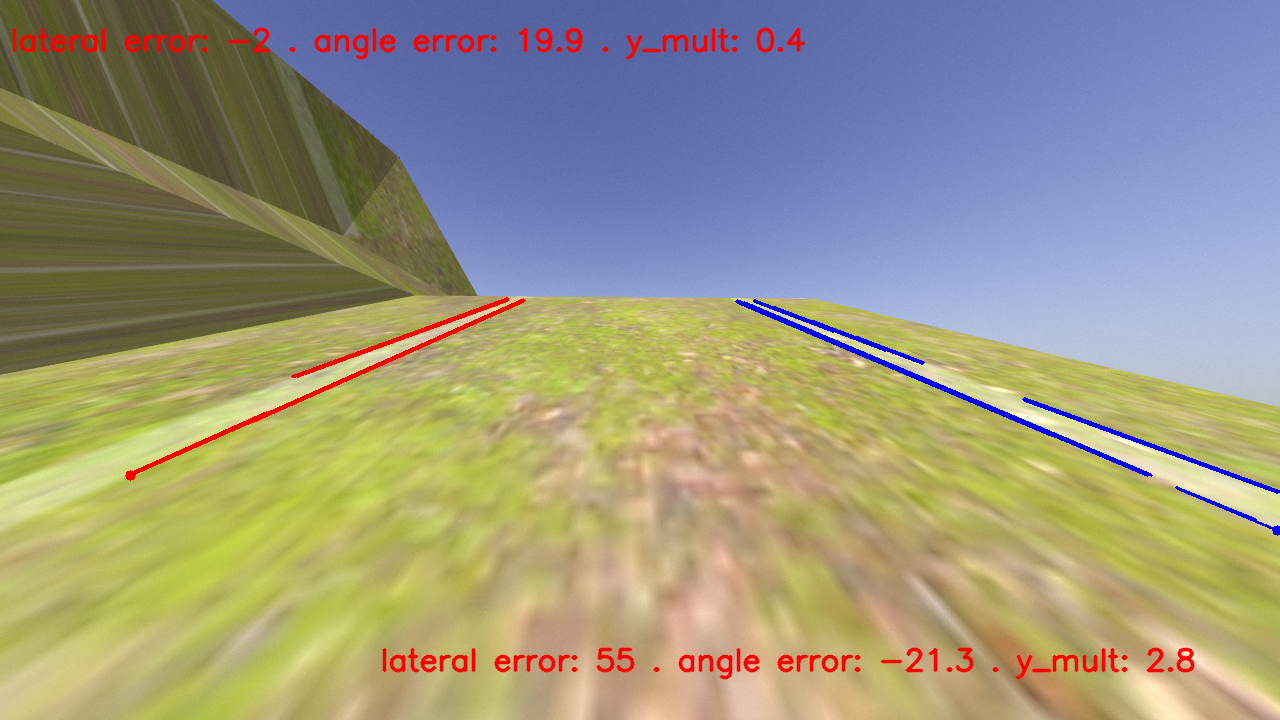 lateral error: -2 . angle error: 19.9 . y_mult: 0.4
lateral error: 55 . angle error: -21.3 . y_mult: 2.8